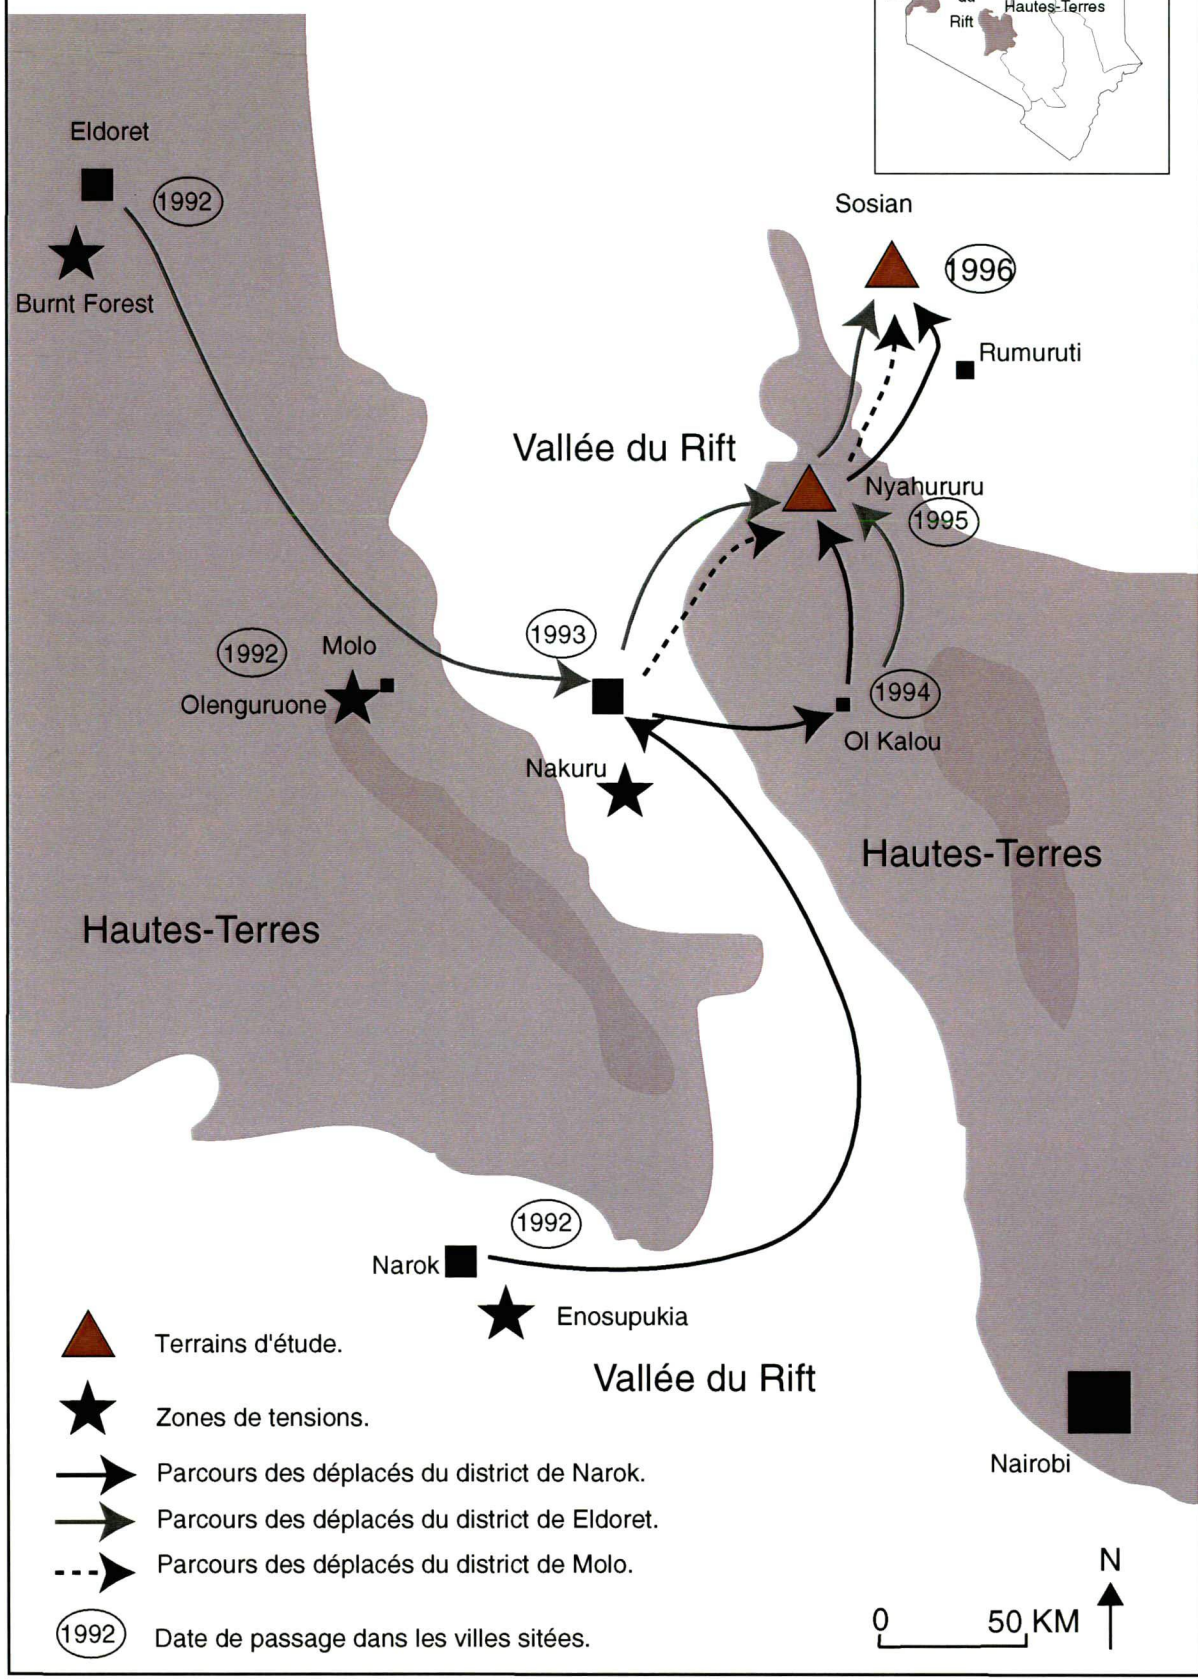 Hautes-Terres
Rift
Eldoret
1992
Burnt Forest
Sosian
1996
Rumuruti
Vallée du Rift
Nyahururu
1995
1993
1992
Molo
Olenguruone
1994
Ol Kalou
Nakuru
Hautes-Terres
Hautes-Terres
1992
Narok
Enosupukia
Vallée du Rift
Nairobi
Terrains d'étude.
Zones de tensions.
Parcours des déplacés du district de Narok.
Parcours des déplacés du district de Eldoret.
Parcours des déplacés du district de Molo.
1992 Date de passage dans les villes sitées.
N
0 50 KM